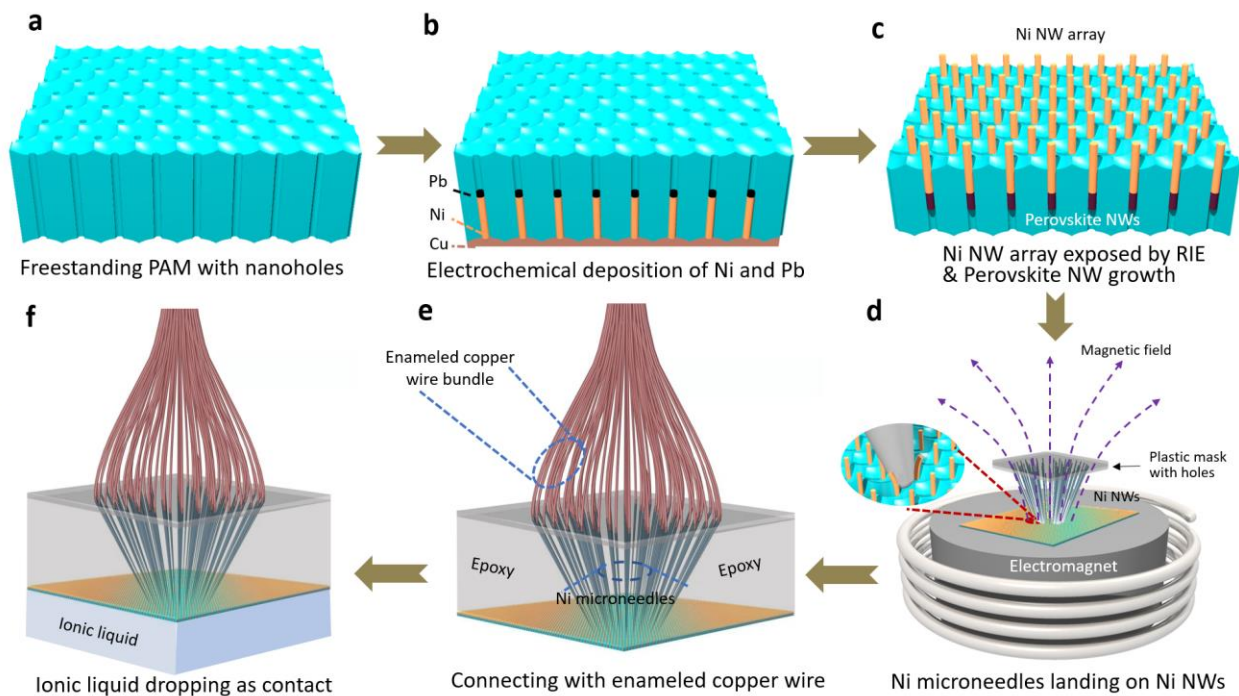 a
Freestanding PAM with nanoholes
b
Pb
Ni
Cu
Electrochemical deposition of Ni and Pb
c
Ni NW array
Perovskite NWs
Ni NW array exposed by RIE
& Perovskite NW growth
d
Magnetic field
Plastic mask
with holes
Ni NWs
Electromagnet
Ni microneedles landing on Ni NWs
e
Enameled copper
wire bundle
Epoxy
Epoxy
Ni microneedles
Connecting with enameled copper wire
f
Ionic liquid
Ionic liquid dropping as contact